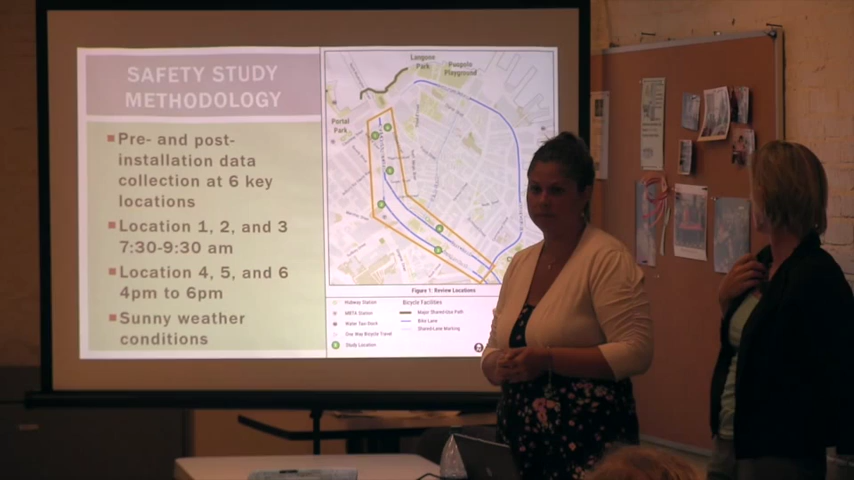 SAFETY STUDY
METHODOLOGY
Pre- and post-
installation data
collection at 6 key
locations
Location 1, 2, and 3
7:30-9:30 am
Location 4, 5, and 6
4pm to 6pm
Sunny weather
conditions
Langone
Park
Puopolo
Playground
Portal
Park
Figure 1: Review Locations
Hubway Station
MBTA Station
Water Taxi Dock
One Way Bicycle Travel
Study Location
Bicycle Facilities
Major Shared Use Path
Bike Lane
Shared Lane Marking